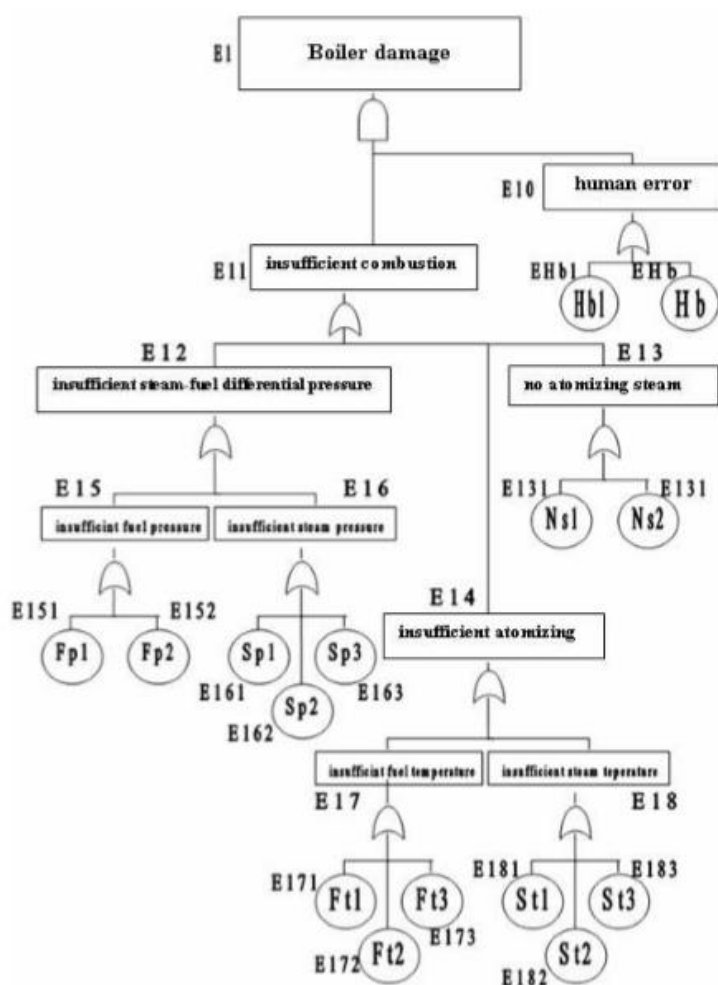 E1 Boiler damage
E10 human error
E11 insufficient combustion
EHb1 EHb
Hb1 Hb
E12 E13
insufficient steam-fuel differential pressure no atomizing steam
E15 E16
E131 E131
Ns1 Ns2
insufficint fuel pressure insufficient steam pressure
E14
E151 E152
insufficient atomizing
Fp1 Fp2 Sp1 Sp3
E161 E163
Sp2
E162
insufficint fuel temperature insufficient steam teperature
E17 E18
E171 E181 E183
Ft1 Ft3 St1 St3
E173
Ft2 St2
E172 E182